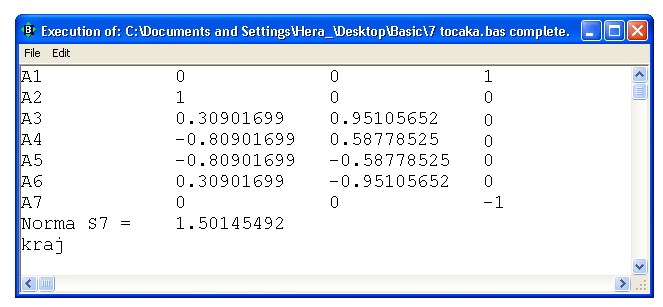 Execution of: C:\Documents and Settings\Hera_\Desktop\Basic\7 tocaka.bas complete.
File Edit
A1 0 0 1
A2 1 0 0
A3 0.30901699 0.95105652 0
A4 -0.80901699 0.58778525 0
A5 -0.80901699 -0.58778525 0
A6 0.30901699 -0.95105652 0
A7 0 0 -1
Norma S7 = 1.50145492
kraj